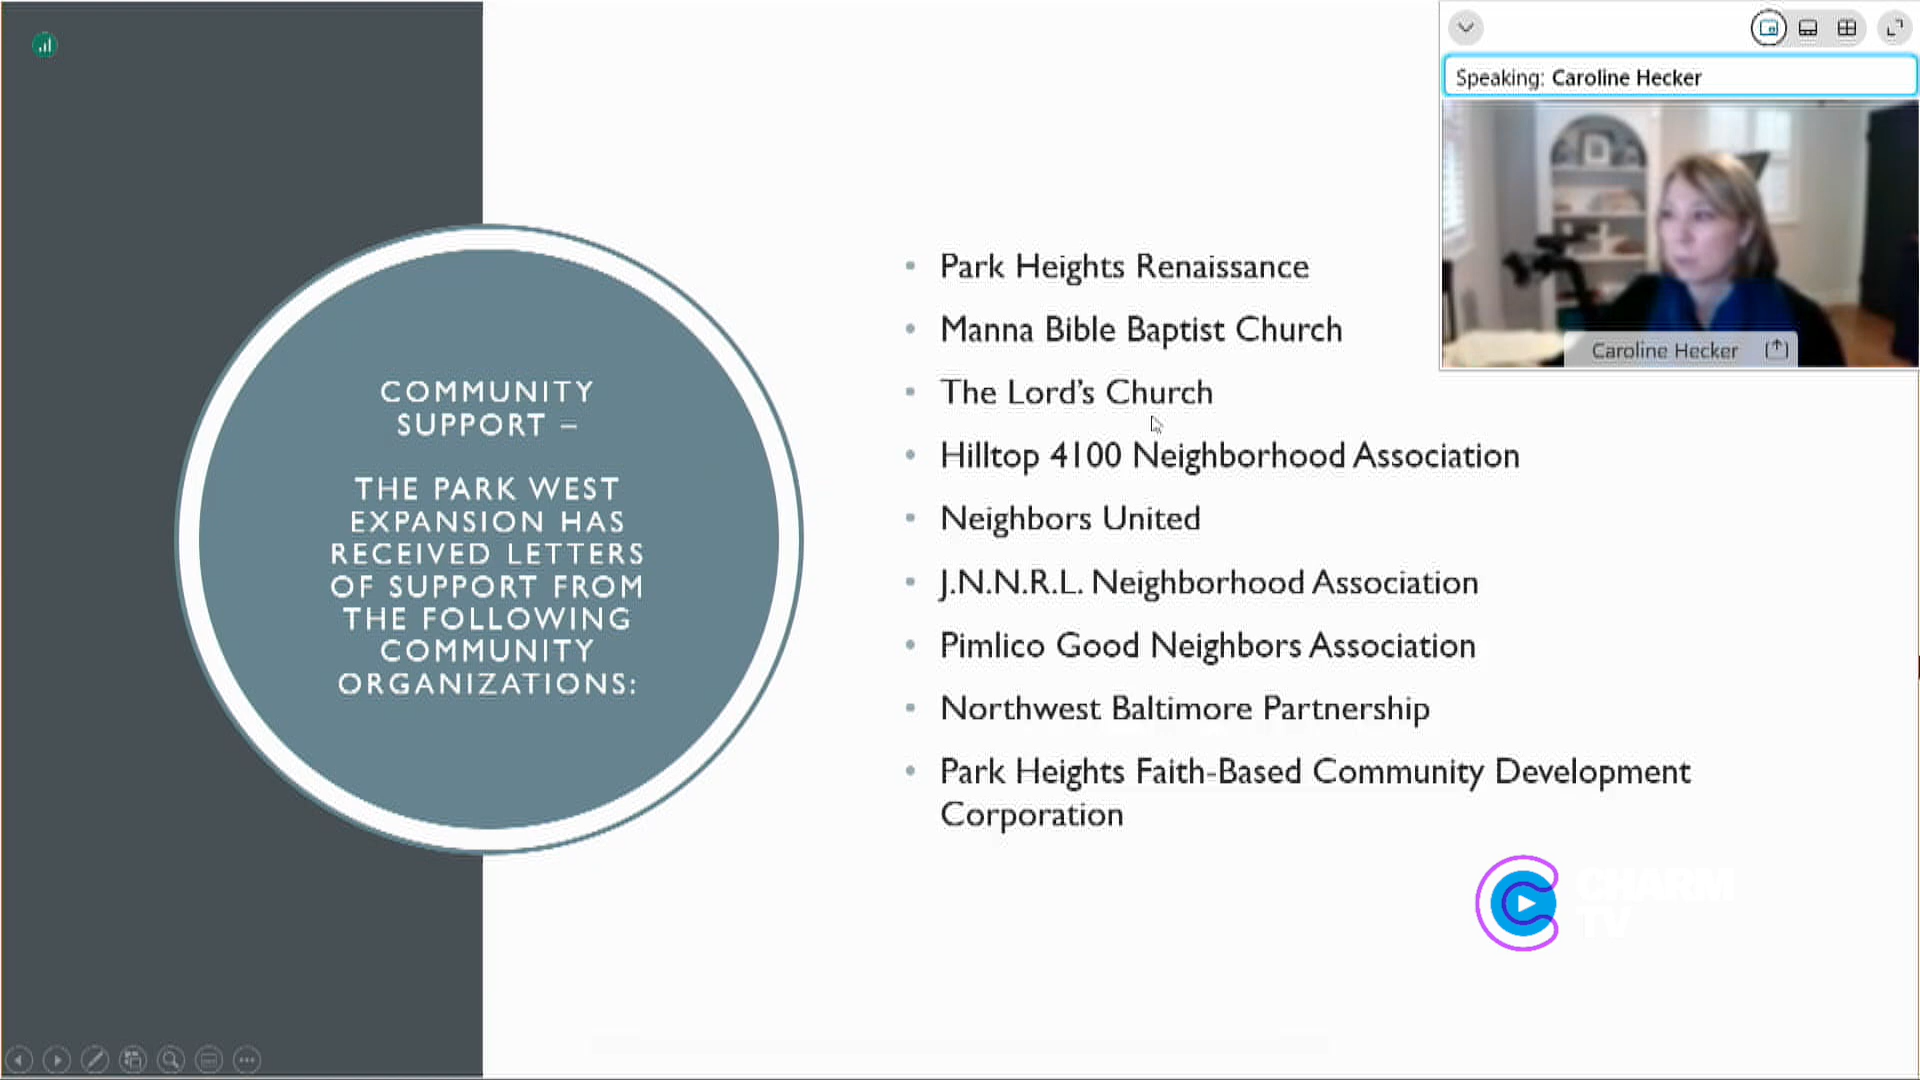 Speaking: Caroline Hecker
Caroline Hecker
COMMUNITY
SUPPORT –
THE PARK WEST
EXPANSION HAS
RECEIVED LETTERS
OF SUPPORT FROM
THE FOLLOWING
COMMUNITY
ORGANIZATIONS:
• Park Heights Renaissance
• Manna Bible Baptist Church
• The Lord's Church
• Hilltop 4100 Neighborhood Association
• Neighbors United
• J.N.N.R.L. Neighborhood Association
• Pimlico Good Neighbors Association
• Northwest Baltimore Partnership
• Park Heights Faith-Based Community Development
Corporation
CHARM
TV